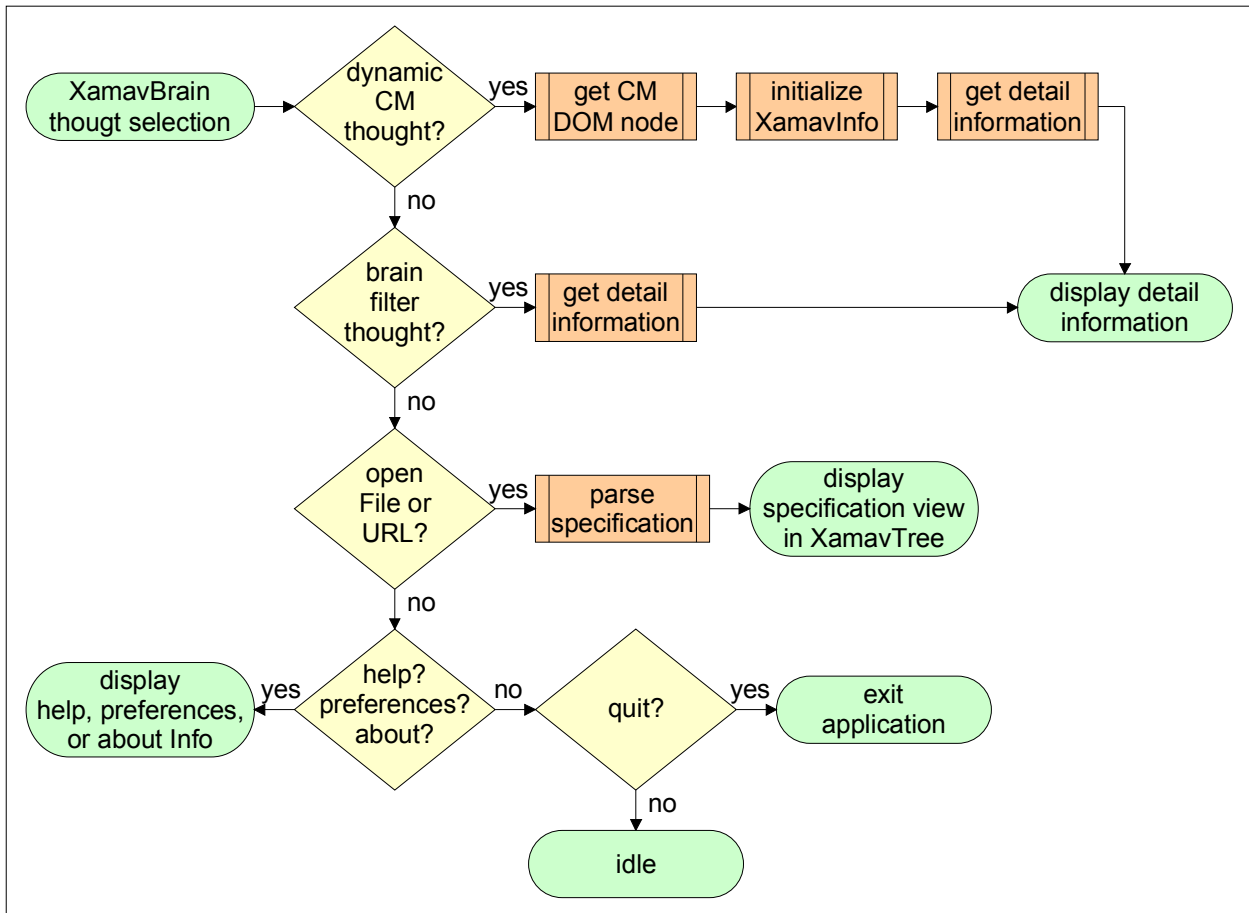 XamavBrain
thougt selection
dynamic
CM
thought?
yes
get CM
DOM node
initialize
XamavInfo
get detail
information
no
brain
filter
thought?
yes
get detail
information
display detail
information
no
open
File or
URL?
yes
parse
specification
display
specification view
in XamavTree
no
display
help, preferences,
or about Info
yes
help?
preferences?
about?
no
quit?
yes
exit
application
no
idle